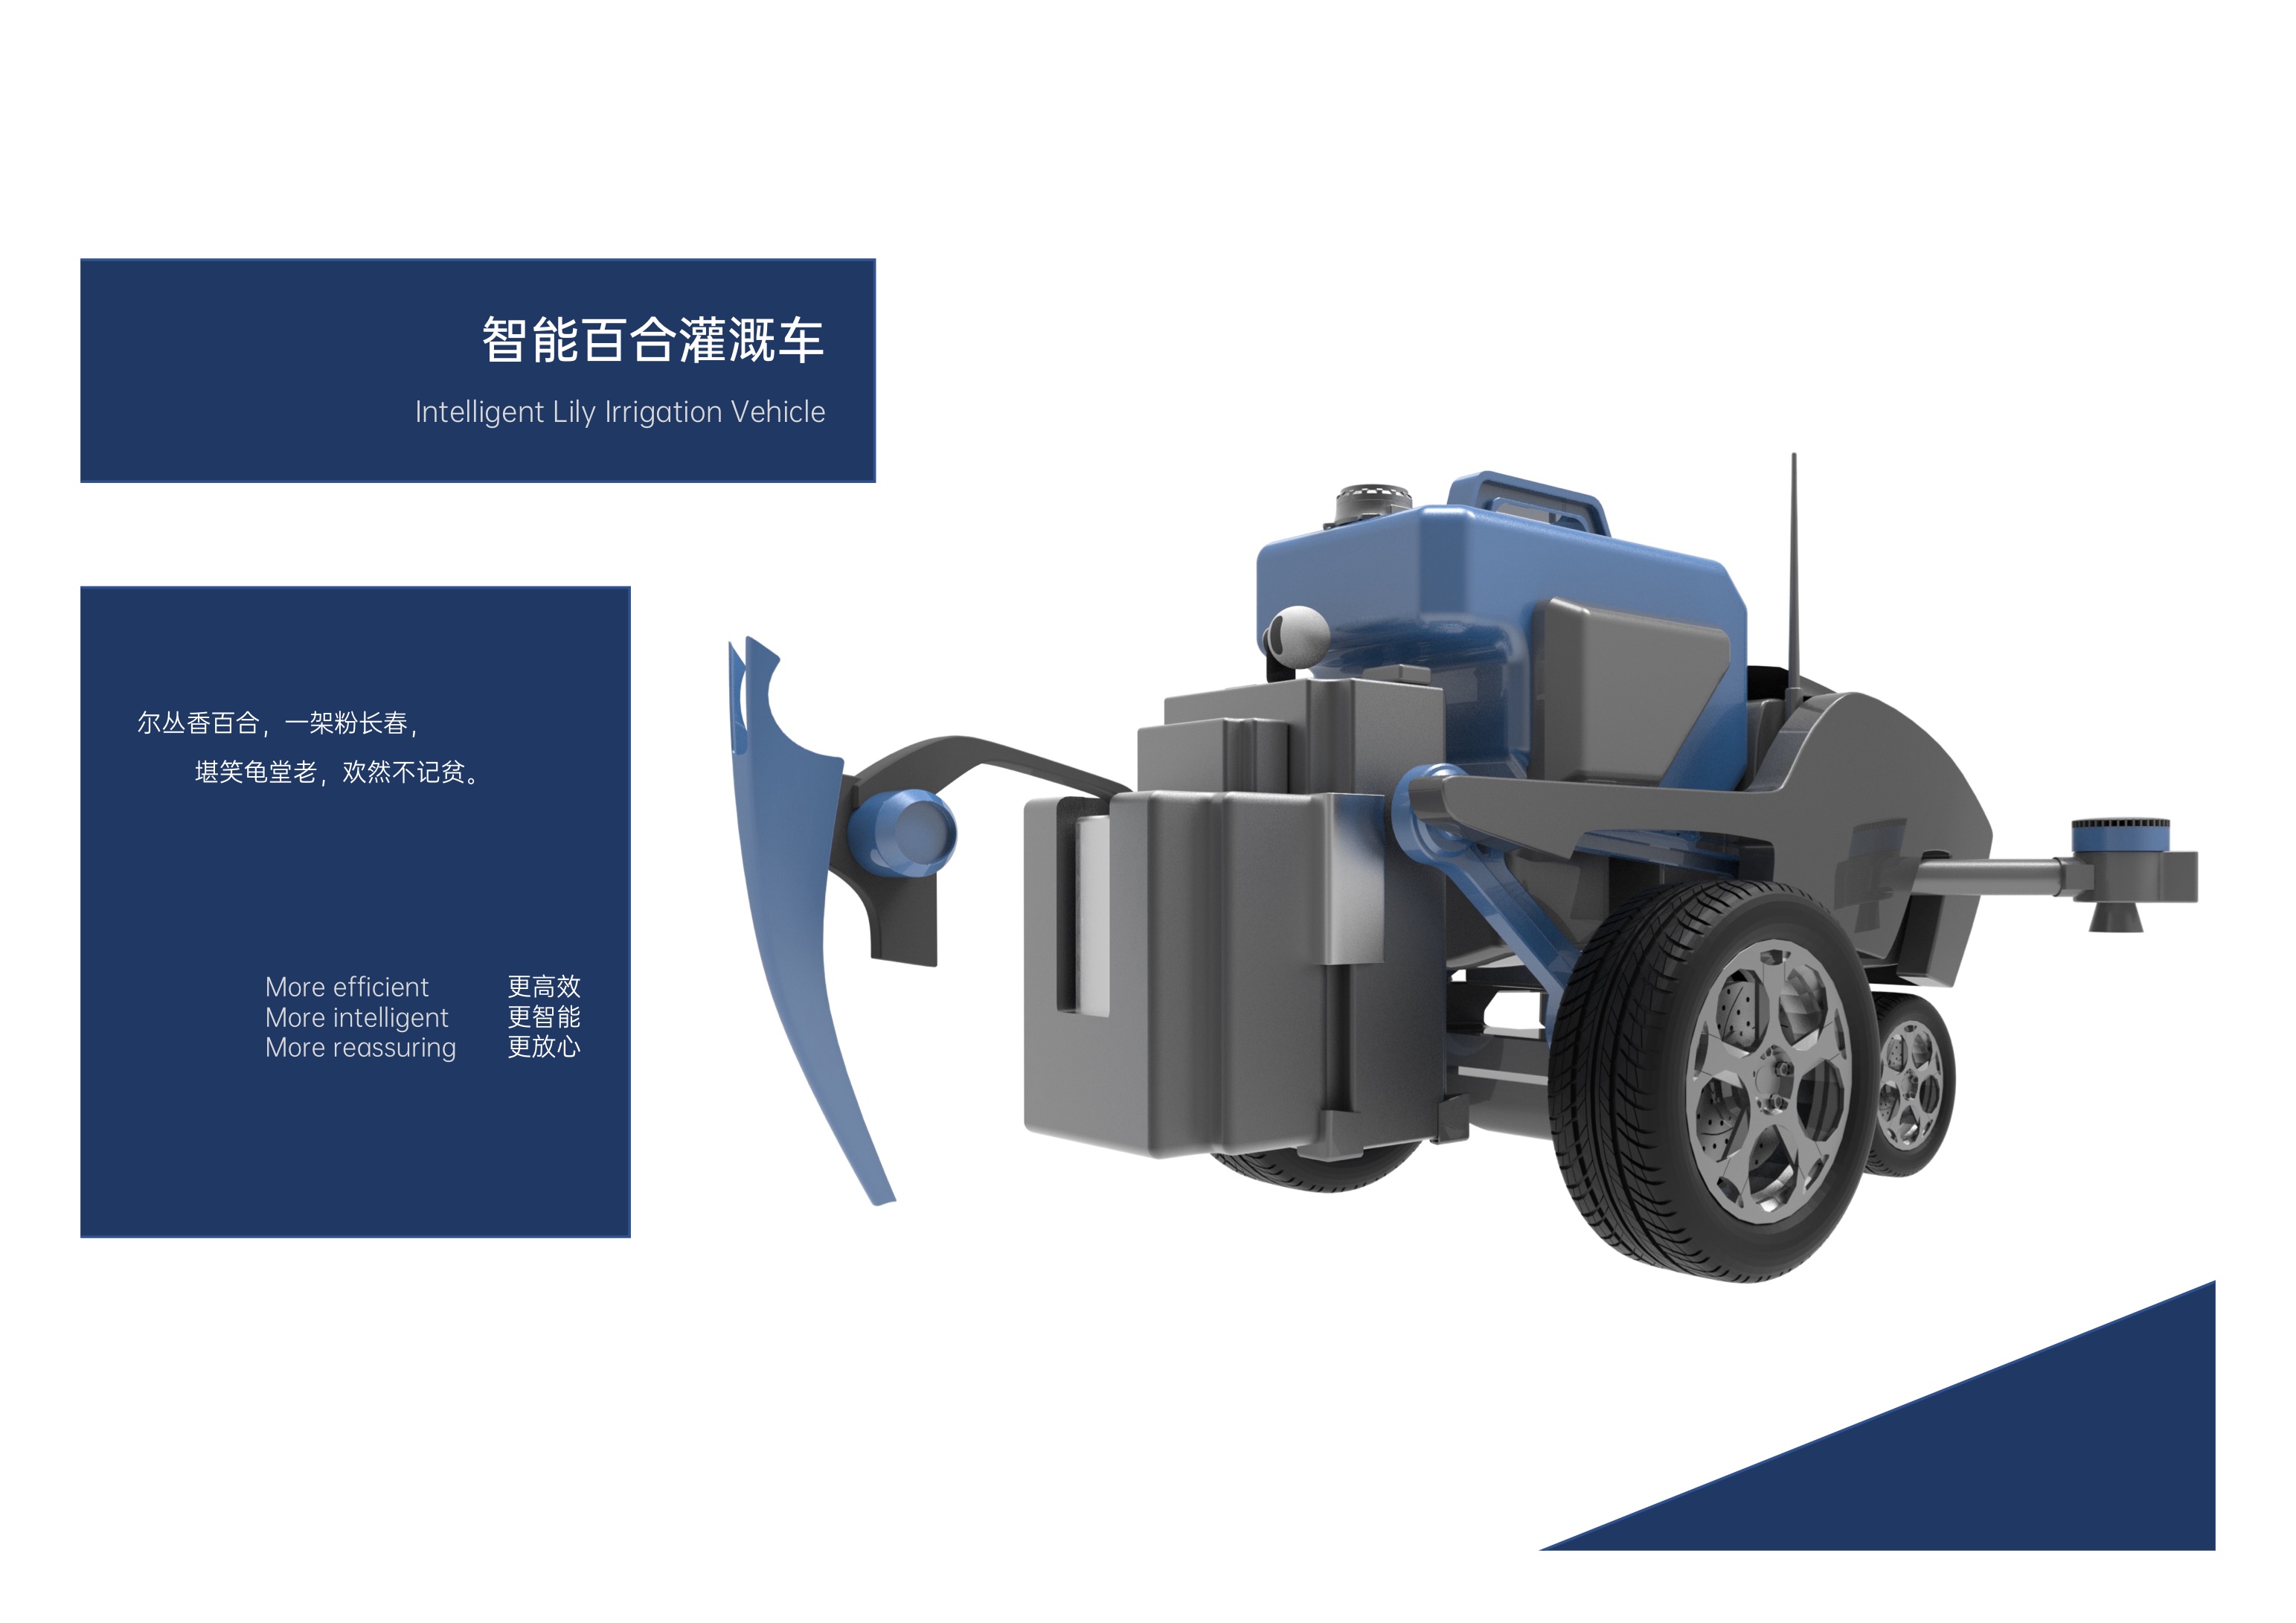 智能百合灌溉车
Intelligent Lily Irrigation Vehicle
尔丛香百合，一架粉长春，
堪笑龟堂老，欢然不记贫。
More efficient 更高效
More intelligent 更智能
More reassuring 更放心